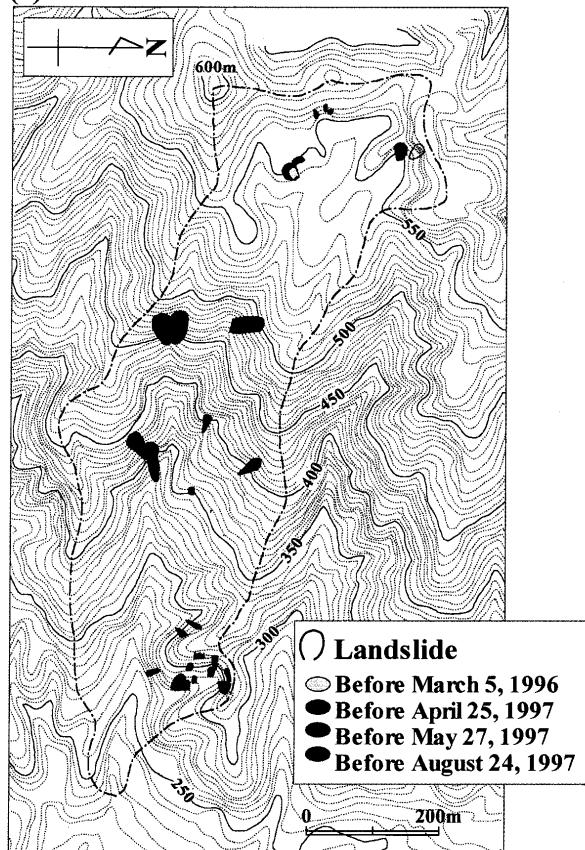 N
600m
550
500
450
400
350
300
250
Landslide
Before March 5, 1996
Before April 25, 1997
Before May 27, 1997
Before August 24, 1997
0 200m